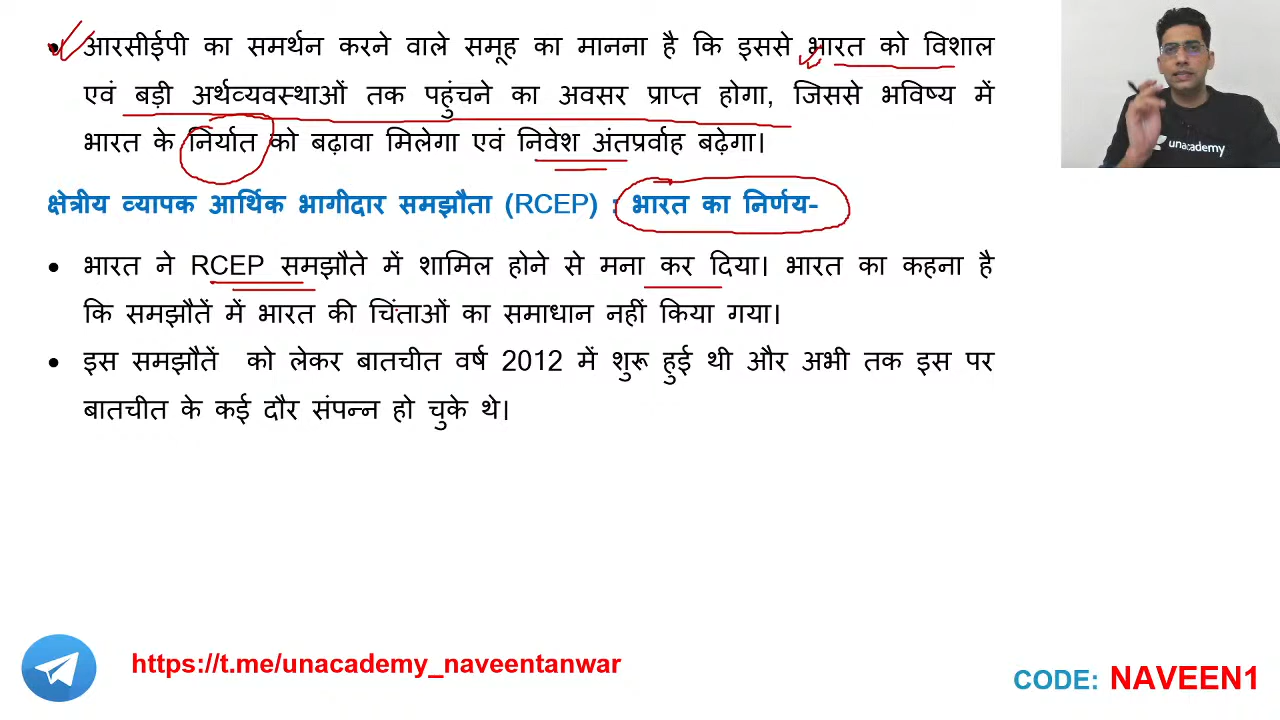 आरसीईपी का समर्थन करने वाले समूह का मानना है कि इससे भारत को विशाल
एवं बड़ी अर्थव्यवस्थाओं तक पहुंचने का अवसर प्राप्त होगा, जिससे भविष्य में
भारत के निर्यात को बढ़ावा मिलेगा एवं निवेश अंतप्रर्वाह बढ़ेगा।
क्षेत्रीय व्यापक आर्थिक भागीदार समझौता (RCEP) : भारत का निर्णय-
भारत ने RCEP समझौते में शामिल होने से मना कर दिया। भारत का कहना है
कि समझौतें में भारत की चिंताओं का समाधान नहीं किया गया।
इस समझौतें को लेकर बातचीत वर्ष 2012 में शुरू हुई थी और अभी तक इस पर
बातचीत के कई दौर संपन्न हो चुके थे।
unacademy
https://t.me/unacademy_naveentanwar
CODE: NAVEEN1